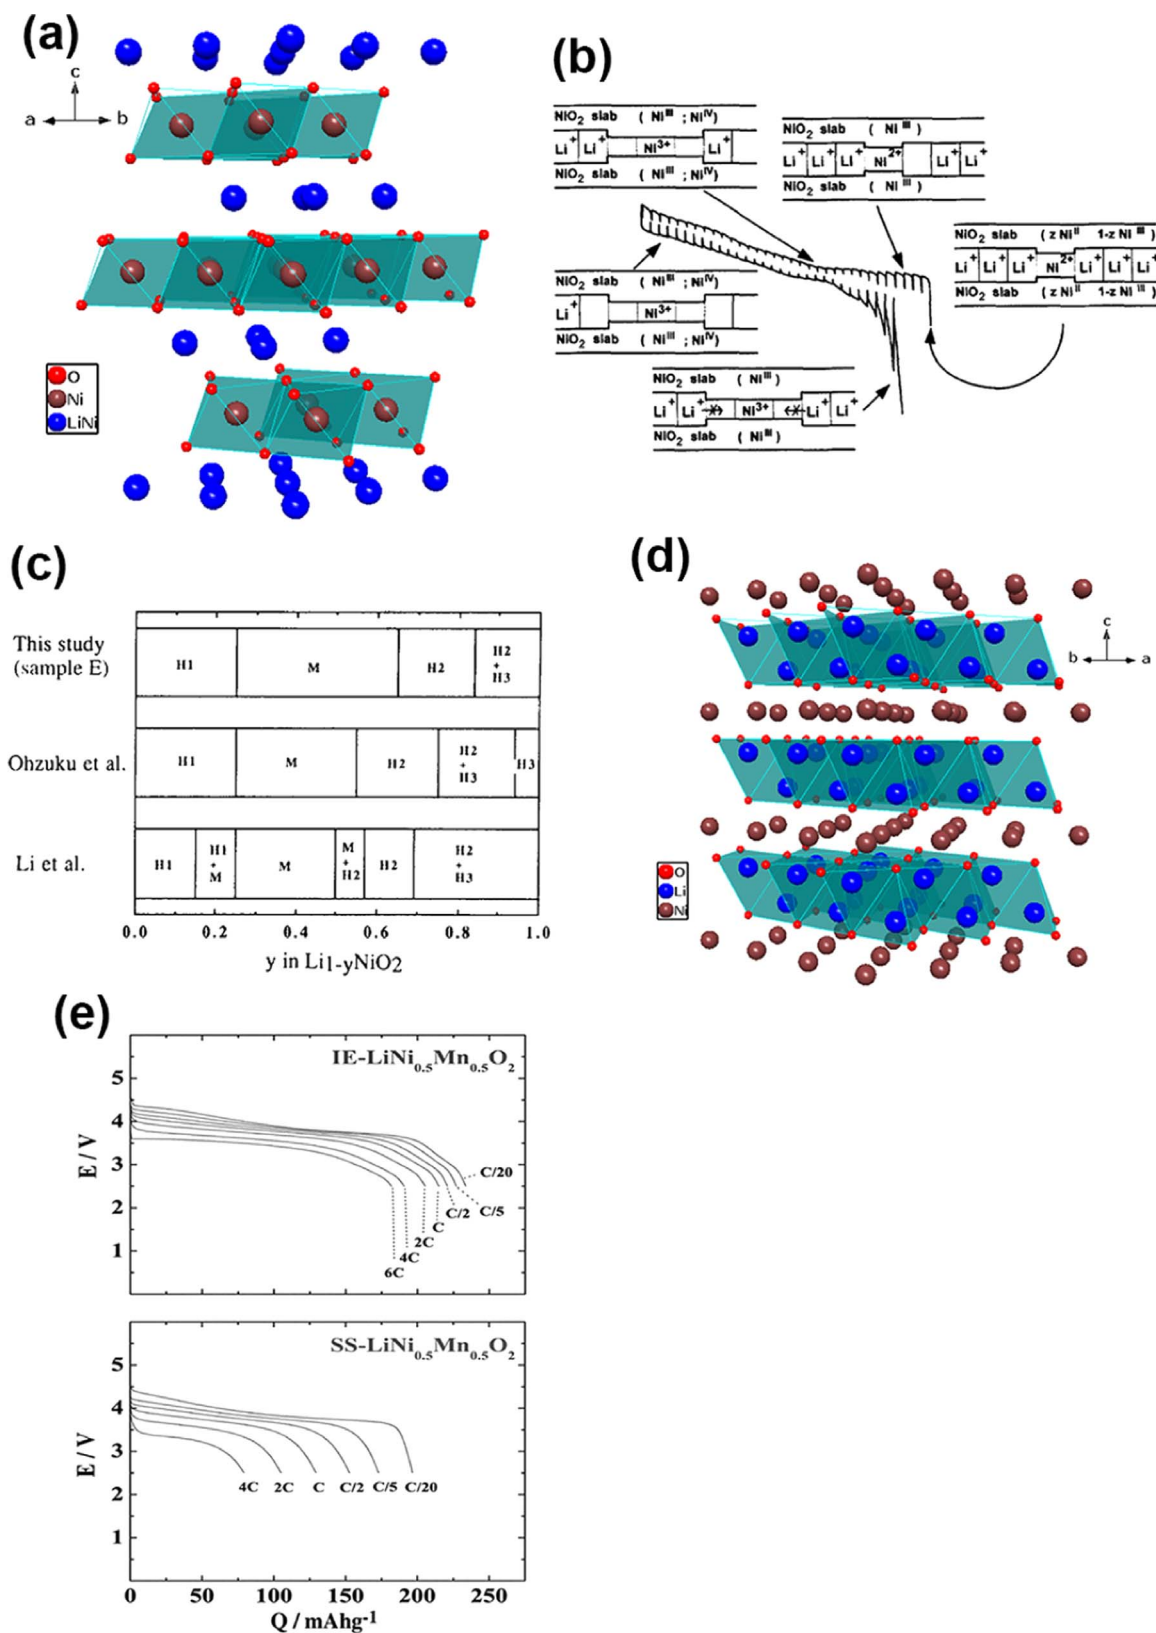 (a)
c
a
b
O
Ni
LiNi
(b)
NiO2 slab ( Ni^III ; Ni^IV)
Li+ Li+ Ni3+ Li+
NiO2 slab ( Ni^III ; Ni^IV)
NiO2 slab ( Ni^III )
Li+ Li+ Li+ Ni2+ Li+ Li+
NiO2 slab ( Ni^III )
NiO2 slab ( z Ni^II 1-z Ni^III )
Li+ Li+ Li+ Ni2+ Li+ Li+ Li+
NiO2 slab ( z Ni^II 1-z Ni^III )
NiO2 slab ( Ni^III ; Ni^IV)
Li+ Ni3+
NiO2 slab ( Ni^III ; Ni^IV)
NiO2 slab ( Ni^III )
Li+ Li+ Ni3+ Li+ Li+
NiO2 slab ( Ni^III )
(c)
This study
(sample E)
H1
M
H2
H2
+
H3
Ohzuku et al.
H1
M
H2
H2
+
H3
H3
Li et al.
H1
H1
+
M
M
M
+
H2
H2
H2
+
H3
0.0 0.2 0.4 0.6 0.8 1.0
y in Li1-yNiO2
(d)
c
b
a
O
Li
Ni
(e)
IE-LiNi0.5Mn0.5O2
E / V
5
4
3
2
1
C/20
C/5
C/2
C
2C
4C
6C
SS-LiNi0.5Mn0.5O2
E / V
5
4
3
2
1
4C 2C C C/2 C/5 C/20
0 50 100 150 200 250
Q / mAhg-1